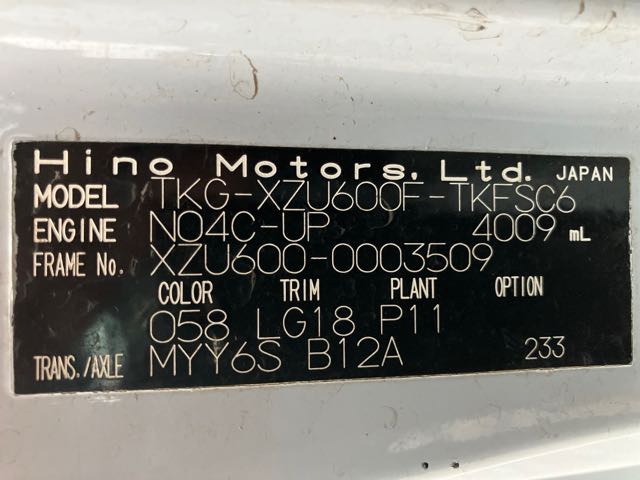 Hino Motors, Ltd. JAPAN
MODEL TKG-XZU600F-TKFSC6
ENGINE N04C-UP 4009 mL
FRAME No. XZU600-0003509
COLOR TRIM PLANT OPTION
058 LG18 P11
TRANS./AXLE MYY6S B12A 233